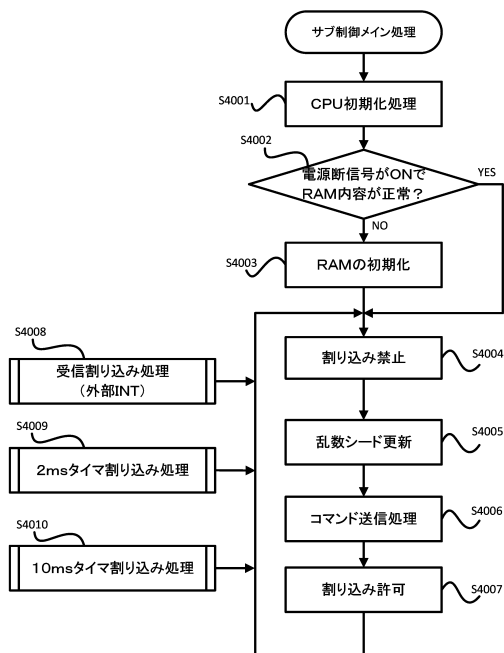 サブ制御メイン処理
S4001
CPU初期化処理
S4002
電源断信号がONで
RAM内容が正常？
YES
NO
S4003
RAMの初期化
S4008
受信割り込み処理
（外部INT）
S4004
割り込み禁止
S4009
2msタイマ割り込み処理
S4005
乱数シード更新
S4006
コマンド送信処理
S4010
10msタイマ割り込み処理
S4007
割り込み許可